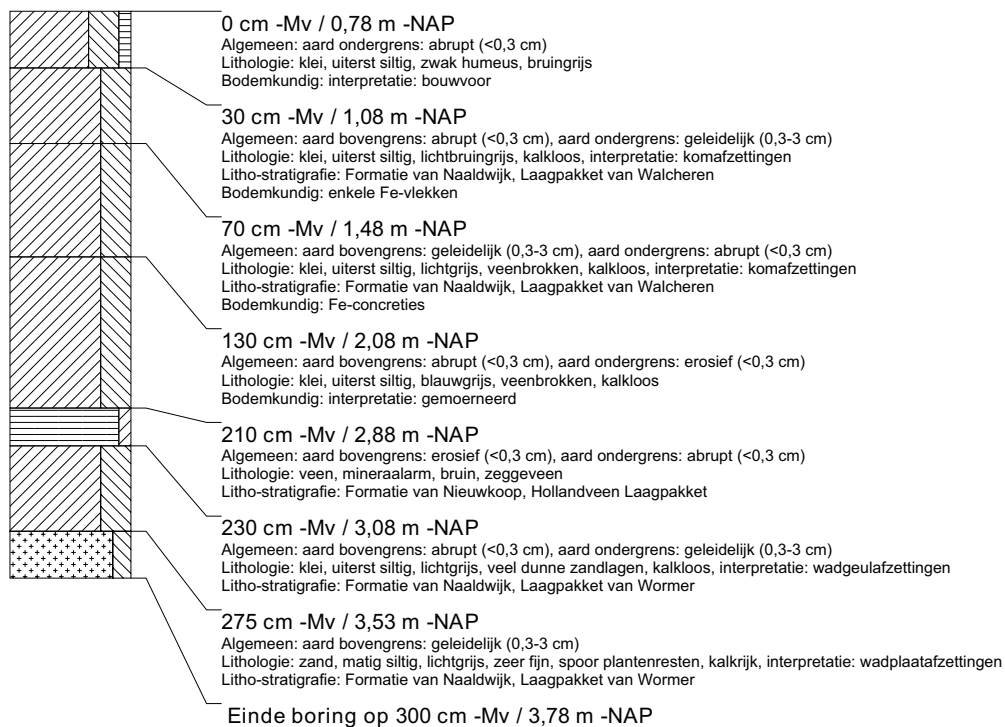 0 cm -Mv / 0,78 m -NAP
Algemeen: aard ondergrens: abrupt (<0,3 cm)
Lithologie: klei, uiterst siltig, zwak humeus, bruingrijs
Bodemkundig: interpretatie: bouwvoor
30 cm -Mv / 1,08 m -NAP
Algemeen: aard bovengrens: abrupt (<0,3 cm), aard ondergrens: geleidelijk (0,3-3 cm)
Lithologie: klei, uiterst siltig, lichtbruingrijs, kalkloos, interpretatie: komafzettingen
Litho-stratigrafie: Formatie van Naaldwijk, Laagpakket van Walcheren
Bodemkundig: enkele Fe-vlekken
70 cm -Mv / 1,48 m -NAP
Algemeen: aard bovengrens: geleidelijk (0,3-3 cm), aard ondergrens: abrupt (<0,3 cm)
Lithologie: klei, uiterst siltig, lichtgrijs, veenbrokken, kalkloos, interpretatie: komafzettingen
Litho-stratigrafie: Formatie van Naaldwijk, Laagpakket van Walcheren
Bodemkundig: Fe-concreties
130 cm -Mv / 2,08 m -NAP
Algemeen: aard bovengrens: abrupt (<0,3 cm), aard ondergrens: erosief (<0,3 cm)
Lithologie: klei, uiterst siltig, blauwgrijs, veenbrokken, kalkloos
Bodemkundig: interpretatie: gemoerneerd
210 cm -Mv / 2,88 m -NAP
Algemeen: aard bovengrens: erosief (<0,3 cm), aard ondergrens: abrupt (<0,3 cm)
Lithologie: veen, mineraalarm, bruin, zeggeveen
Litho-stratigrafie: Formatie van Nieuwkoop, Hollandveen Laagpakket
230 cm -Mv / 3,08 m -NAP
Algemeen: aard bovengrens: abrupt (<0,3 cm), aard ondergrens: geleidelijk (0,3-3 cm)
Lithologie: klei, uiterst siltig, lichtgrijs, veel dunne zandlagen, kalkloos, interpretatie: wadgeulafzettingen
Litho-stratigrafie: Formatie van Naaldwijk, Laagpakket van Wormer
275 cm -Mv / 3,53 m -NAP
Algemeen: aard bovengrens: geleidelijk (0,3-3 cm)
Lithologie: zand, matig siltig, lichtgrijs, zeer fijn, spoor plantenresten, kalkrijk, interpretatie: wadplaatafzettingen
Litho-stratigrafie: Formatie van Naaldwijk, Laagpakket van Wormer
Einde boring op 300 cm -Mv / 3,78 m -NAP